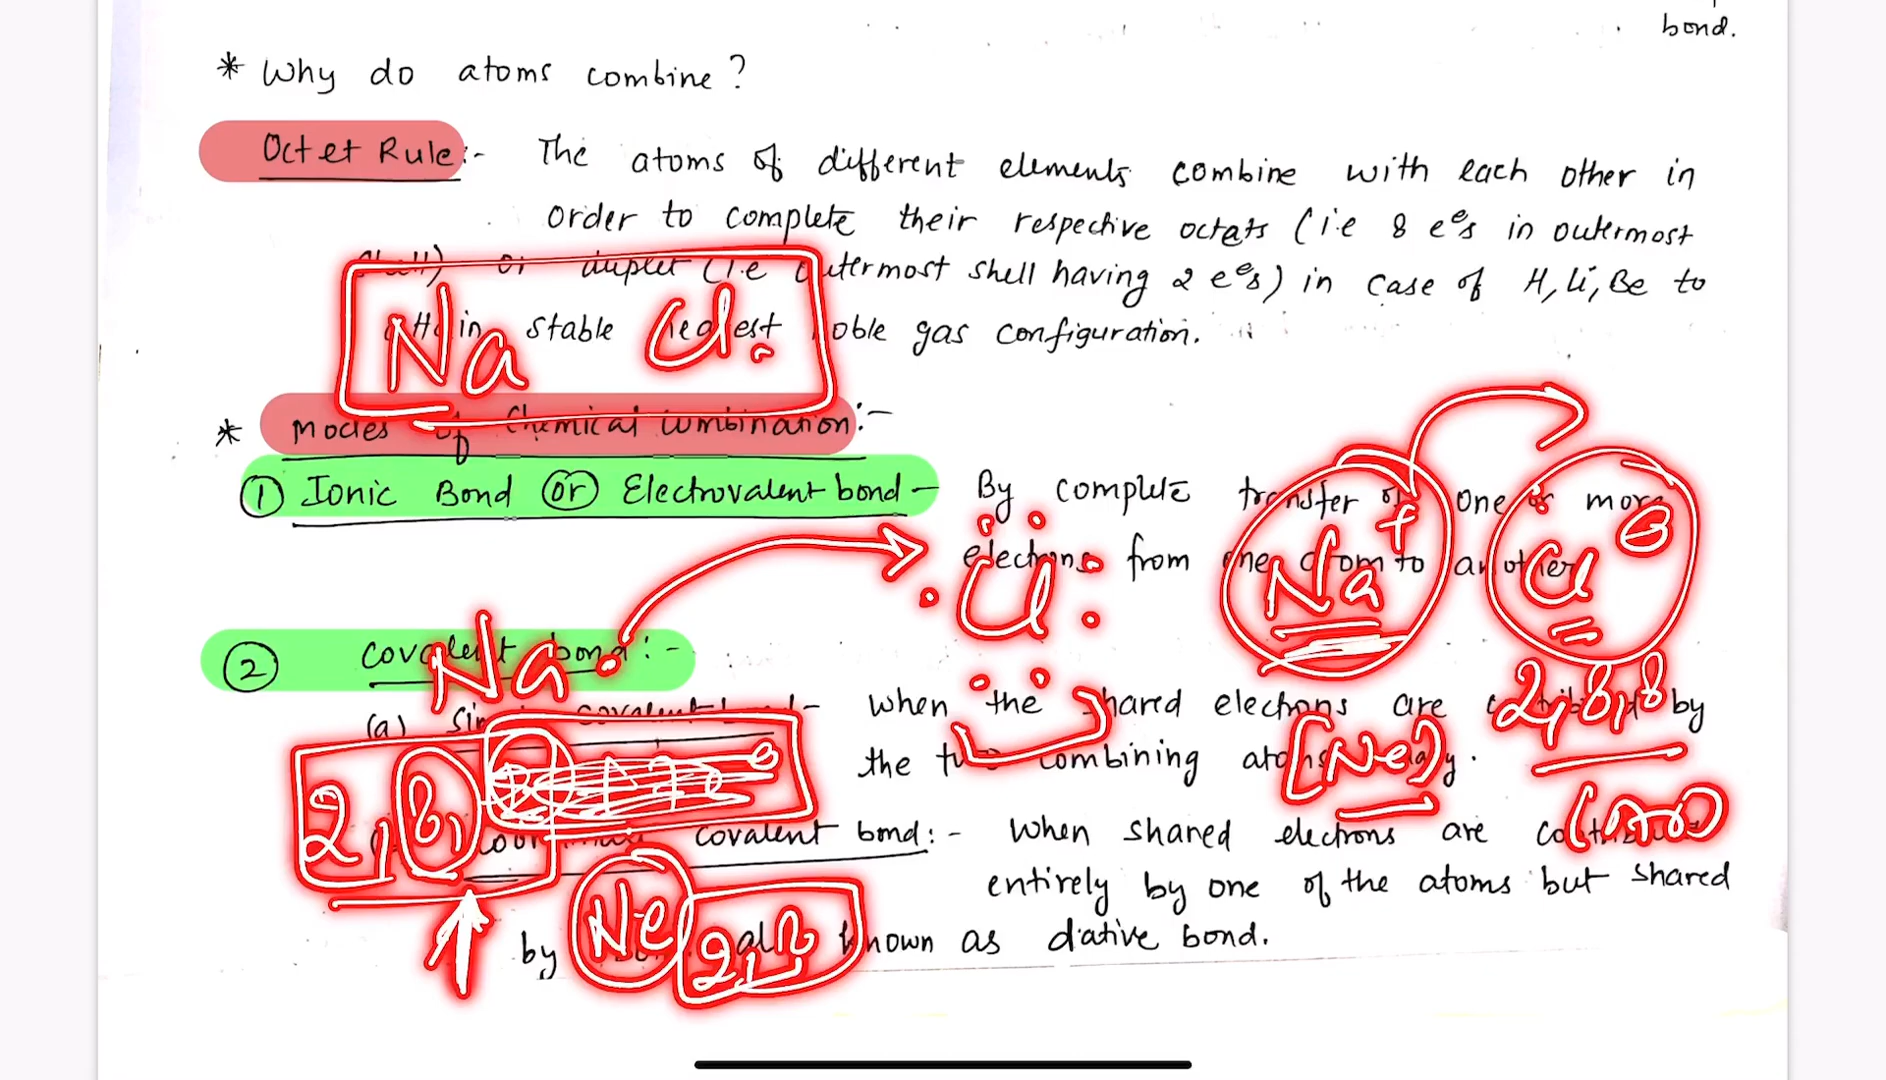 bond.
* Why do atoms combine?
Octet Rule:- The atoms of different elements combine with each other in
order to complete their respective octets (i.e 8 e^es in outermost
duplet (i.e outermost shell having 2 e^es) in case of H, Li, Be to
stable noble gas configuration.
Na Cl
* Modes of Chemical Combination:-
① Ionic Bond (or) Electrovalent bond- By complete transfer of one or more
electrons from one atom to another
Na+ Cl
Na. Cl
② Covalent bond:-
(a) covalent bond- When the shared electrons are by
the two combining atoms
2, 8, 8
[Ne]
(Ar)
2, 8,
covalent bond:- When shared electrons are
entirely by one of the atoms but shared
by known as dative bond.
Ne 2,8